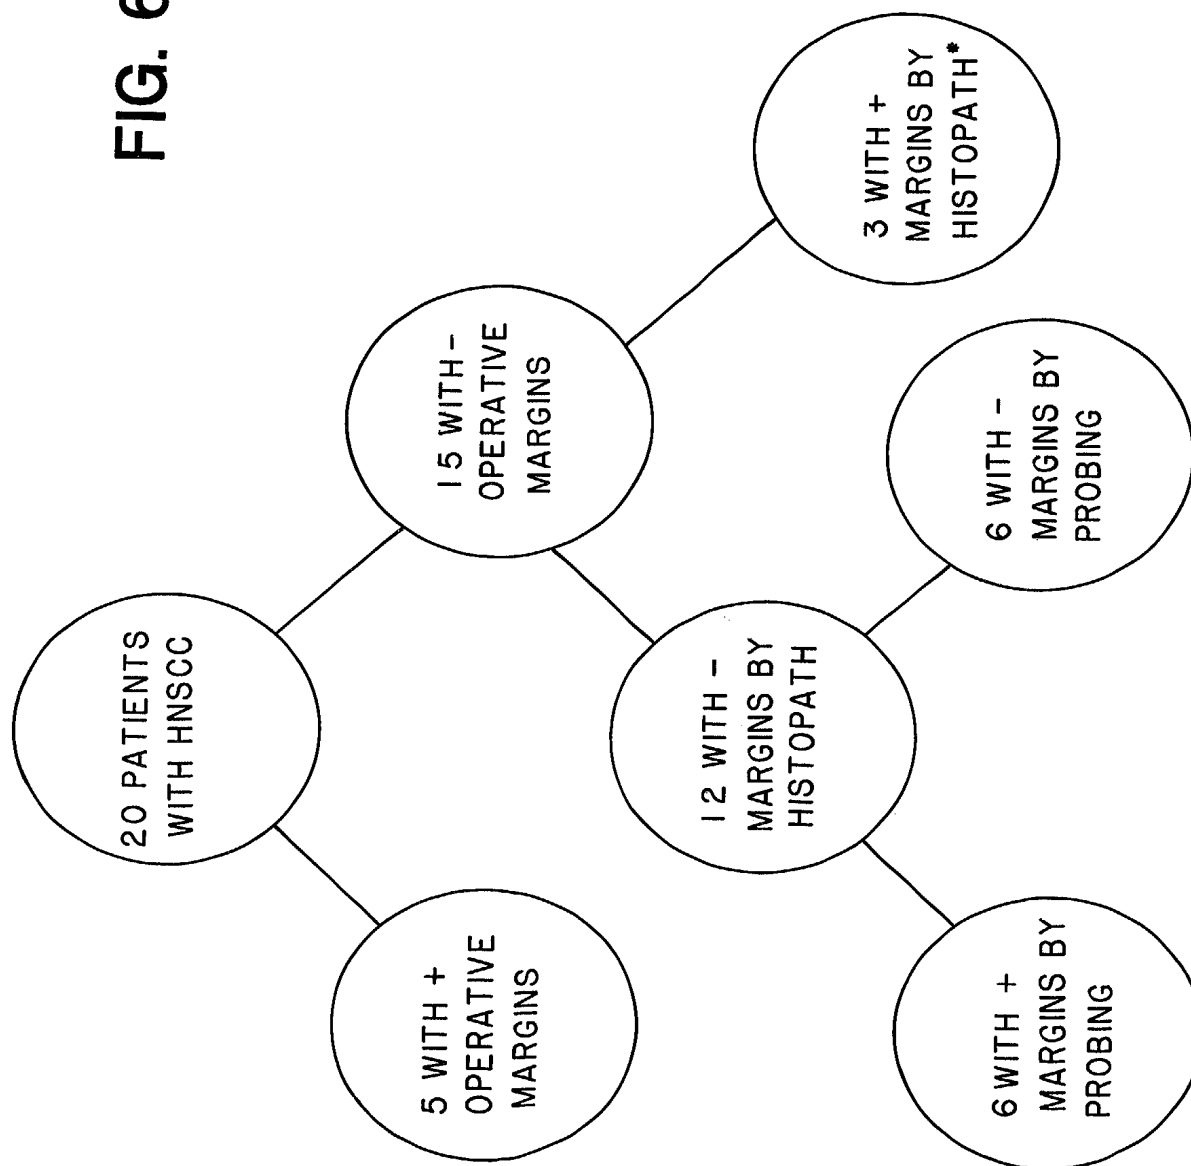 FIG. 6
20 PATIENTS
WITH HNSCC
5 WITH +
OPERATIVE
MARGINS
15 WITH -
OPERATIVE
MARGINS
12 WITH -
MARGINS BY
HISTOPATH
3 WITH +
MARGINS BY
HISTOPATH*
6 WITH +
MARGINS BY
PROBING
6 WITH -
MARGINS BY
PROBING